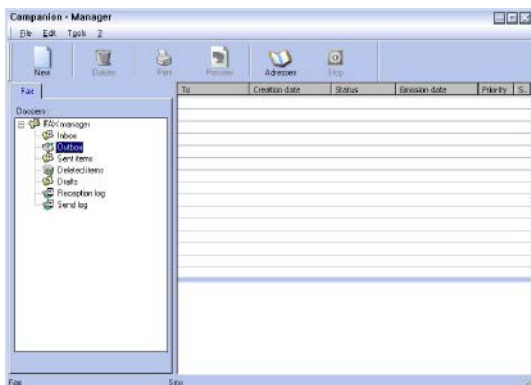 Companion - Manager
File Edit Tools ?
New Delete Print Preview Adresses Stop
Fax
To Creation date Status Emission date Priority S...
Dossiers :
FAX manager
Inbox
Outbox
Sent items
Deleted items
Drafts
Reception log
Send log
Fax